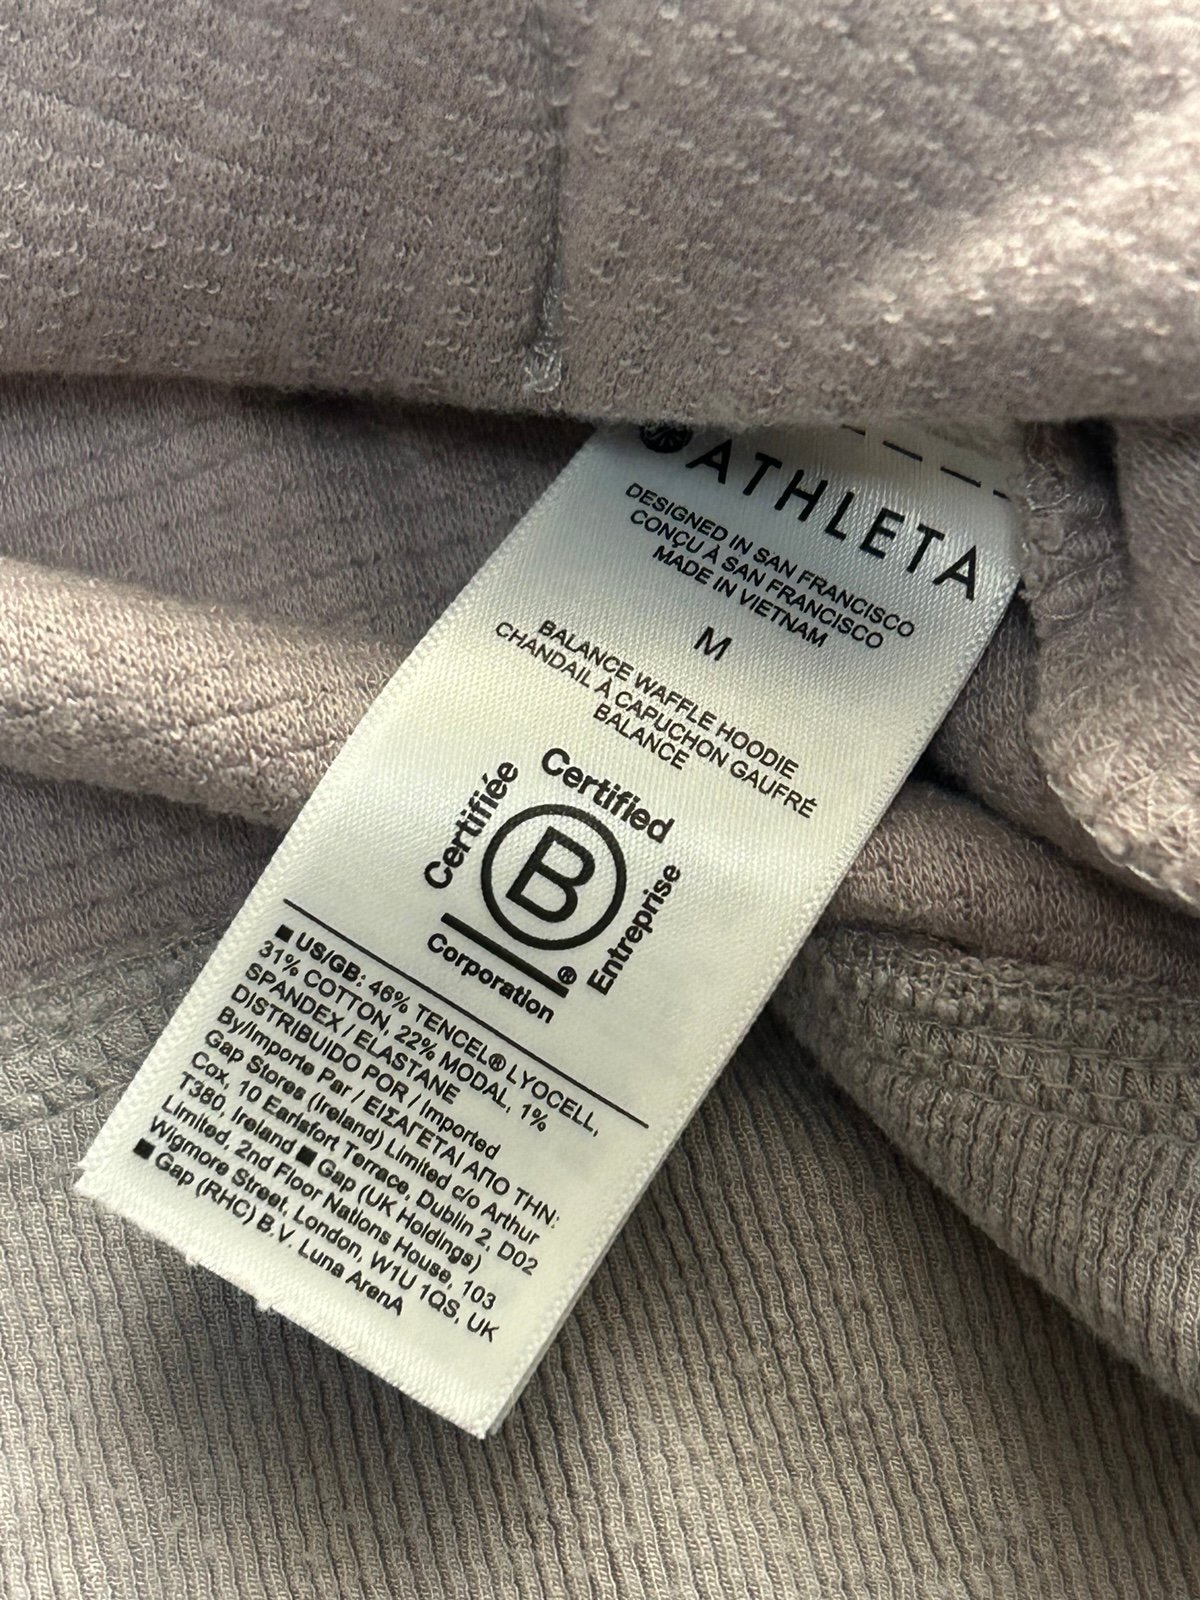 ATHLETA
DESIGNED IN SAN FRANCISCO
CONÇU À SAN FRANCISCO
MADE IN VIETNAM
M
BALANCE WAFFLE HOODIE
CHANDAIL À CAPUCHON GAUFRÉ
BALANCE
Certified
Certifiée
B
Entreprise
Corporation
®
■ US/GB: 46% TENCEL® LYOCELL,
31% COTTON, 22% MODAL, 1%
SPANDEX / ELASTANE
DISTRIBUIDO POR / Imported
By/Importe Par / ΕΙΣΑΓΕΤΑΙ ΑΠΟ ΤΗΝ:
Gap Stores (Ireland) Limited c/o Arthur
Cox, 10 Earlsfort Terrace, Dublin 2, D02
T380, Ireland ■ Gap (UK Holdings)
Limited, 2nd Floor Nations House, 103
Wigmore Street, London, W1U 1QS, UK
■ Gap (RHC) B.V. Luna ArenA